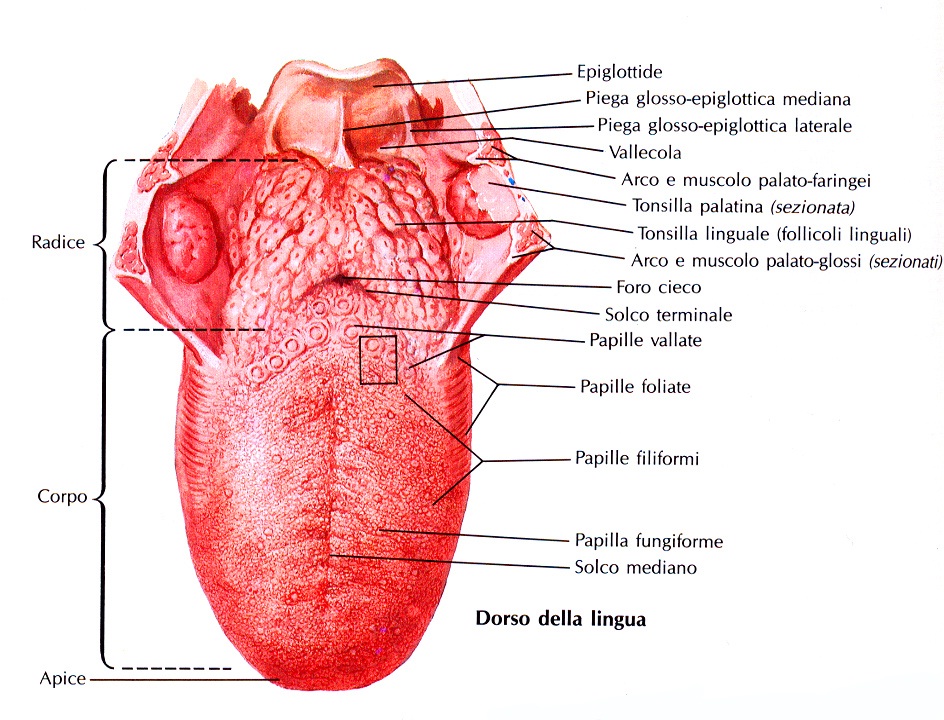 Epiglottide
Piega glosso-epiglottica mediana
Piega glosso-epiglottica laterale
Vallecola
Arco e muscolo palato-faringei
Tonsilla palatina (sezionata)
Radice
Tonsilla linguale (follicoli linguali)
Arco e muscolo palato-glossi (sezionati)
Foro cieco
Solco terminale
Papille vallate
Papille foliate
Papille filiformi
Corpo
Papilla fungiforme
Solco mediano
Dorso della lingua
Apice